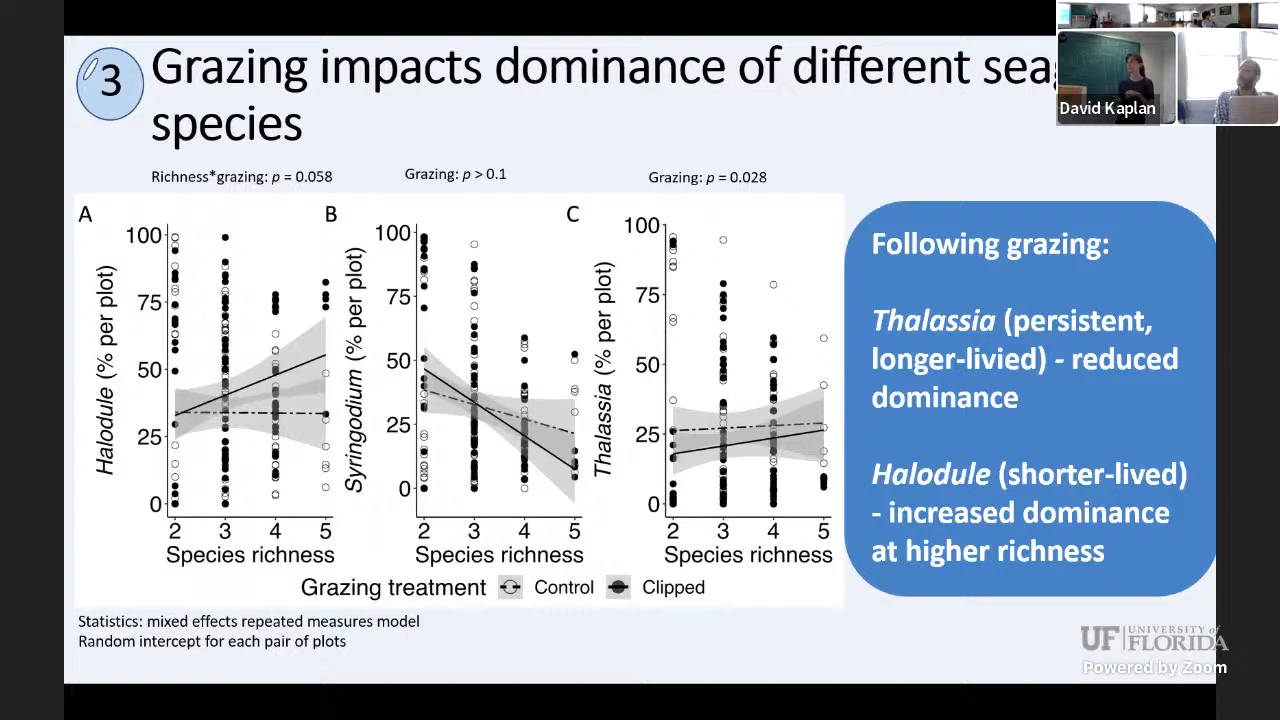 3
Grazing impacts dominance of different sea
species
David Kaplan
Richness*grazing: p = 0.058
Grazing: p > 0.1
Grazing: p = 0.028
A
100
75
50
25
0
Halodule (% per plot)
2 3 4 5
Species richness
B
100
75
50
25
0
Syringodium (% per plot)
2 3 4 5
Species richness
C
100
75
50
25
0
Thalassia (% per plot)
2 3 4 5
Species richness
Grazing treatment Control Clipped
Following grazing:
Thalassia (persistent,
longer-livied) - reduced
dominance
Halodule (shorter-lived)
- increased dominance
at higher richness
Statistics: mixed effects repeated measures model
Random intercept for each pair of plots
UF UNIVERSITY of
FLORIDA
Powered by Zoom